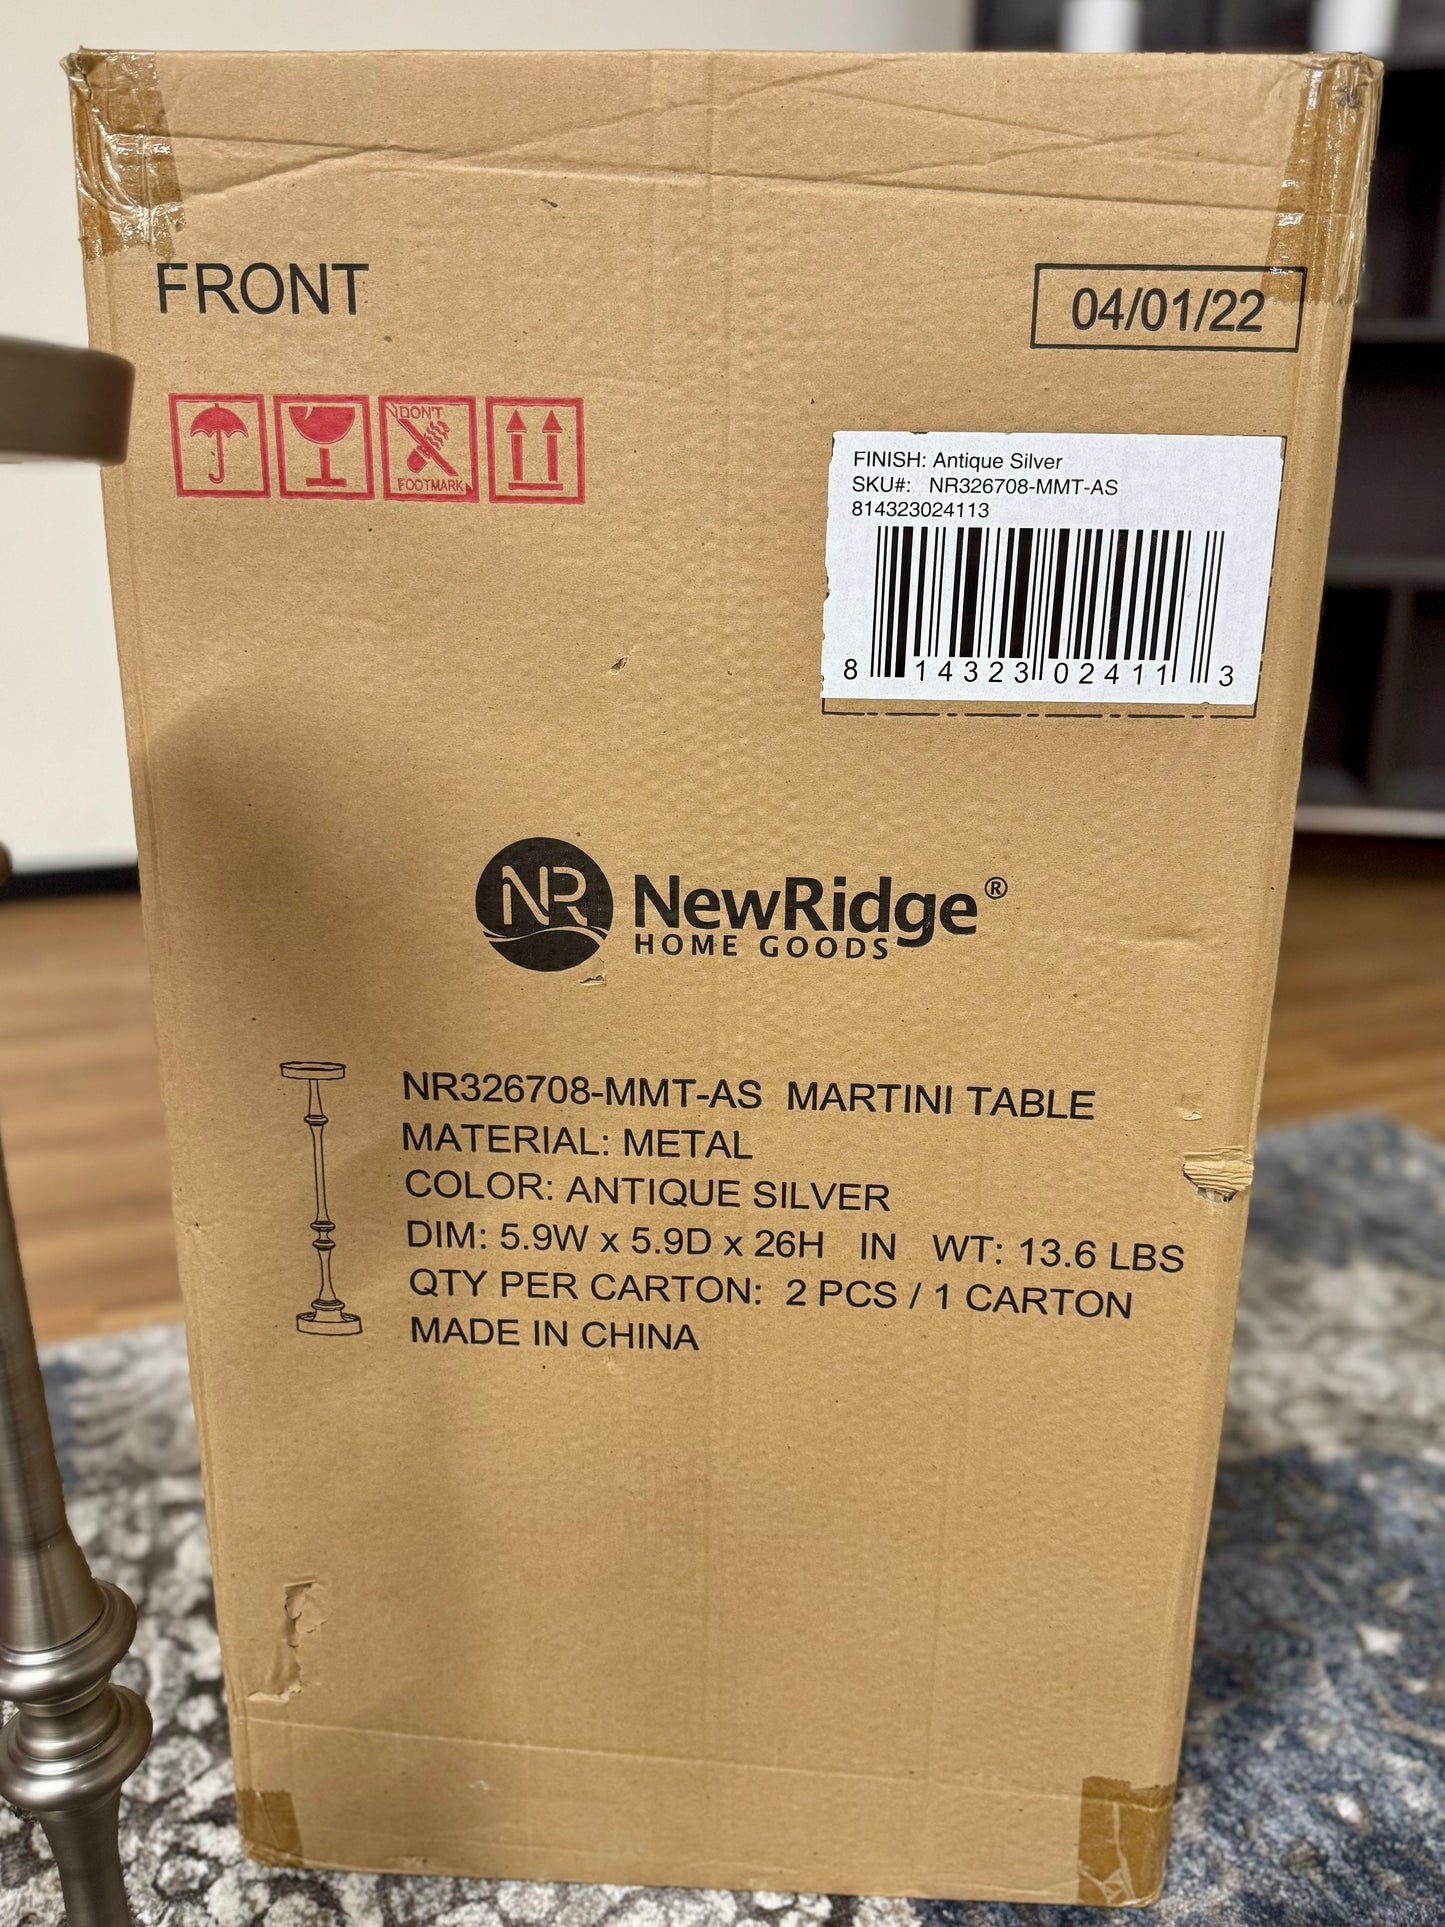 FRONT
04/01/22
DON'T
FOOTMARK
FINISH: Antique Silver
SKU#: NR326708-MMT-AS
814323024113
8 14323 02411 3
NR NewRidge®
HOME GOODS
NR326708-MMT-AS MARTINI TABLE
MATERIAL: METAL
COLOR: ANTIQUE SILVER
DIM: 5.9W x 5.9D x 26H IN WT: 13.6 LBS
QTY PER CARTON: 2 PCS / 1 CARTON
MADE IN CHINA